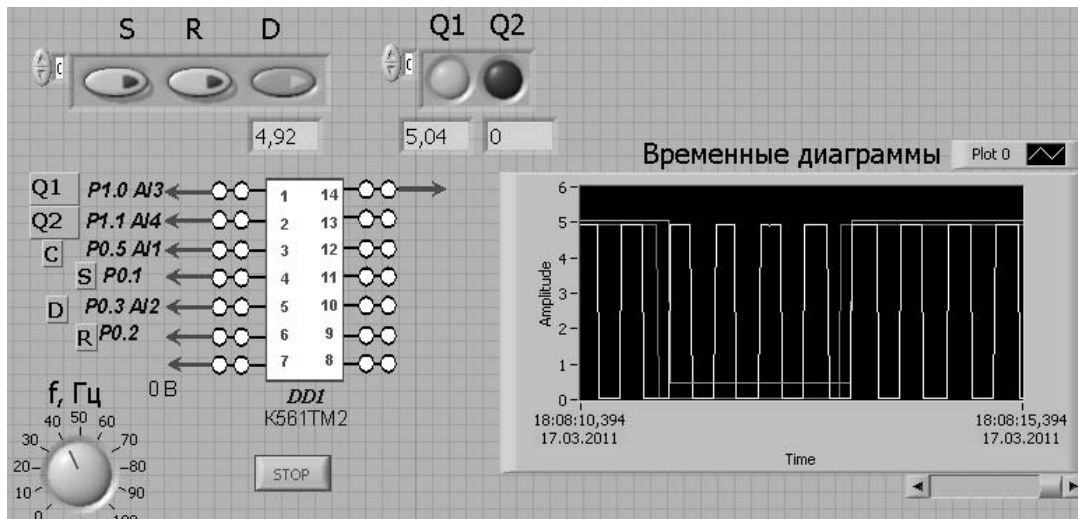 S R D
Q1 Q2
4,92
5,04 0
Временные диаграммы
Plot 0
Q1 P1.0 AI3
Q2 P1.1 AI4
C P0.5 AI1
S P0.1
D P0.3 AI2
R P0.2
0 В
1 14
2 13
3 12
4 11
5 10
6 9
7 8
DD1
К561ТМ2
f, Гц
0 10 20 30 40 50 60 70 80 90 100
STOP
Amplitude
6
5
4
3
2
1
0
18:08:10,394
17.03.2011
18:08:15,394
17.03.2011
Time